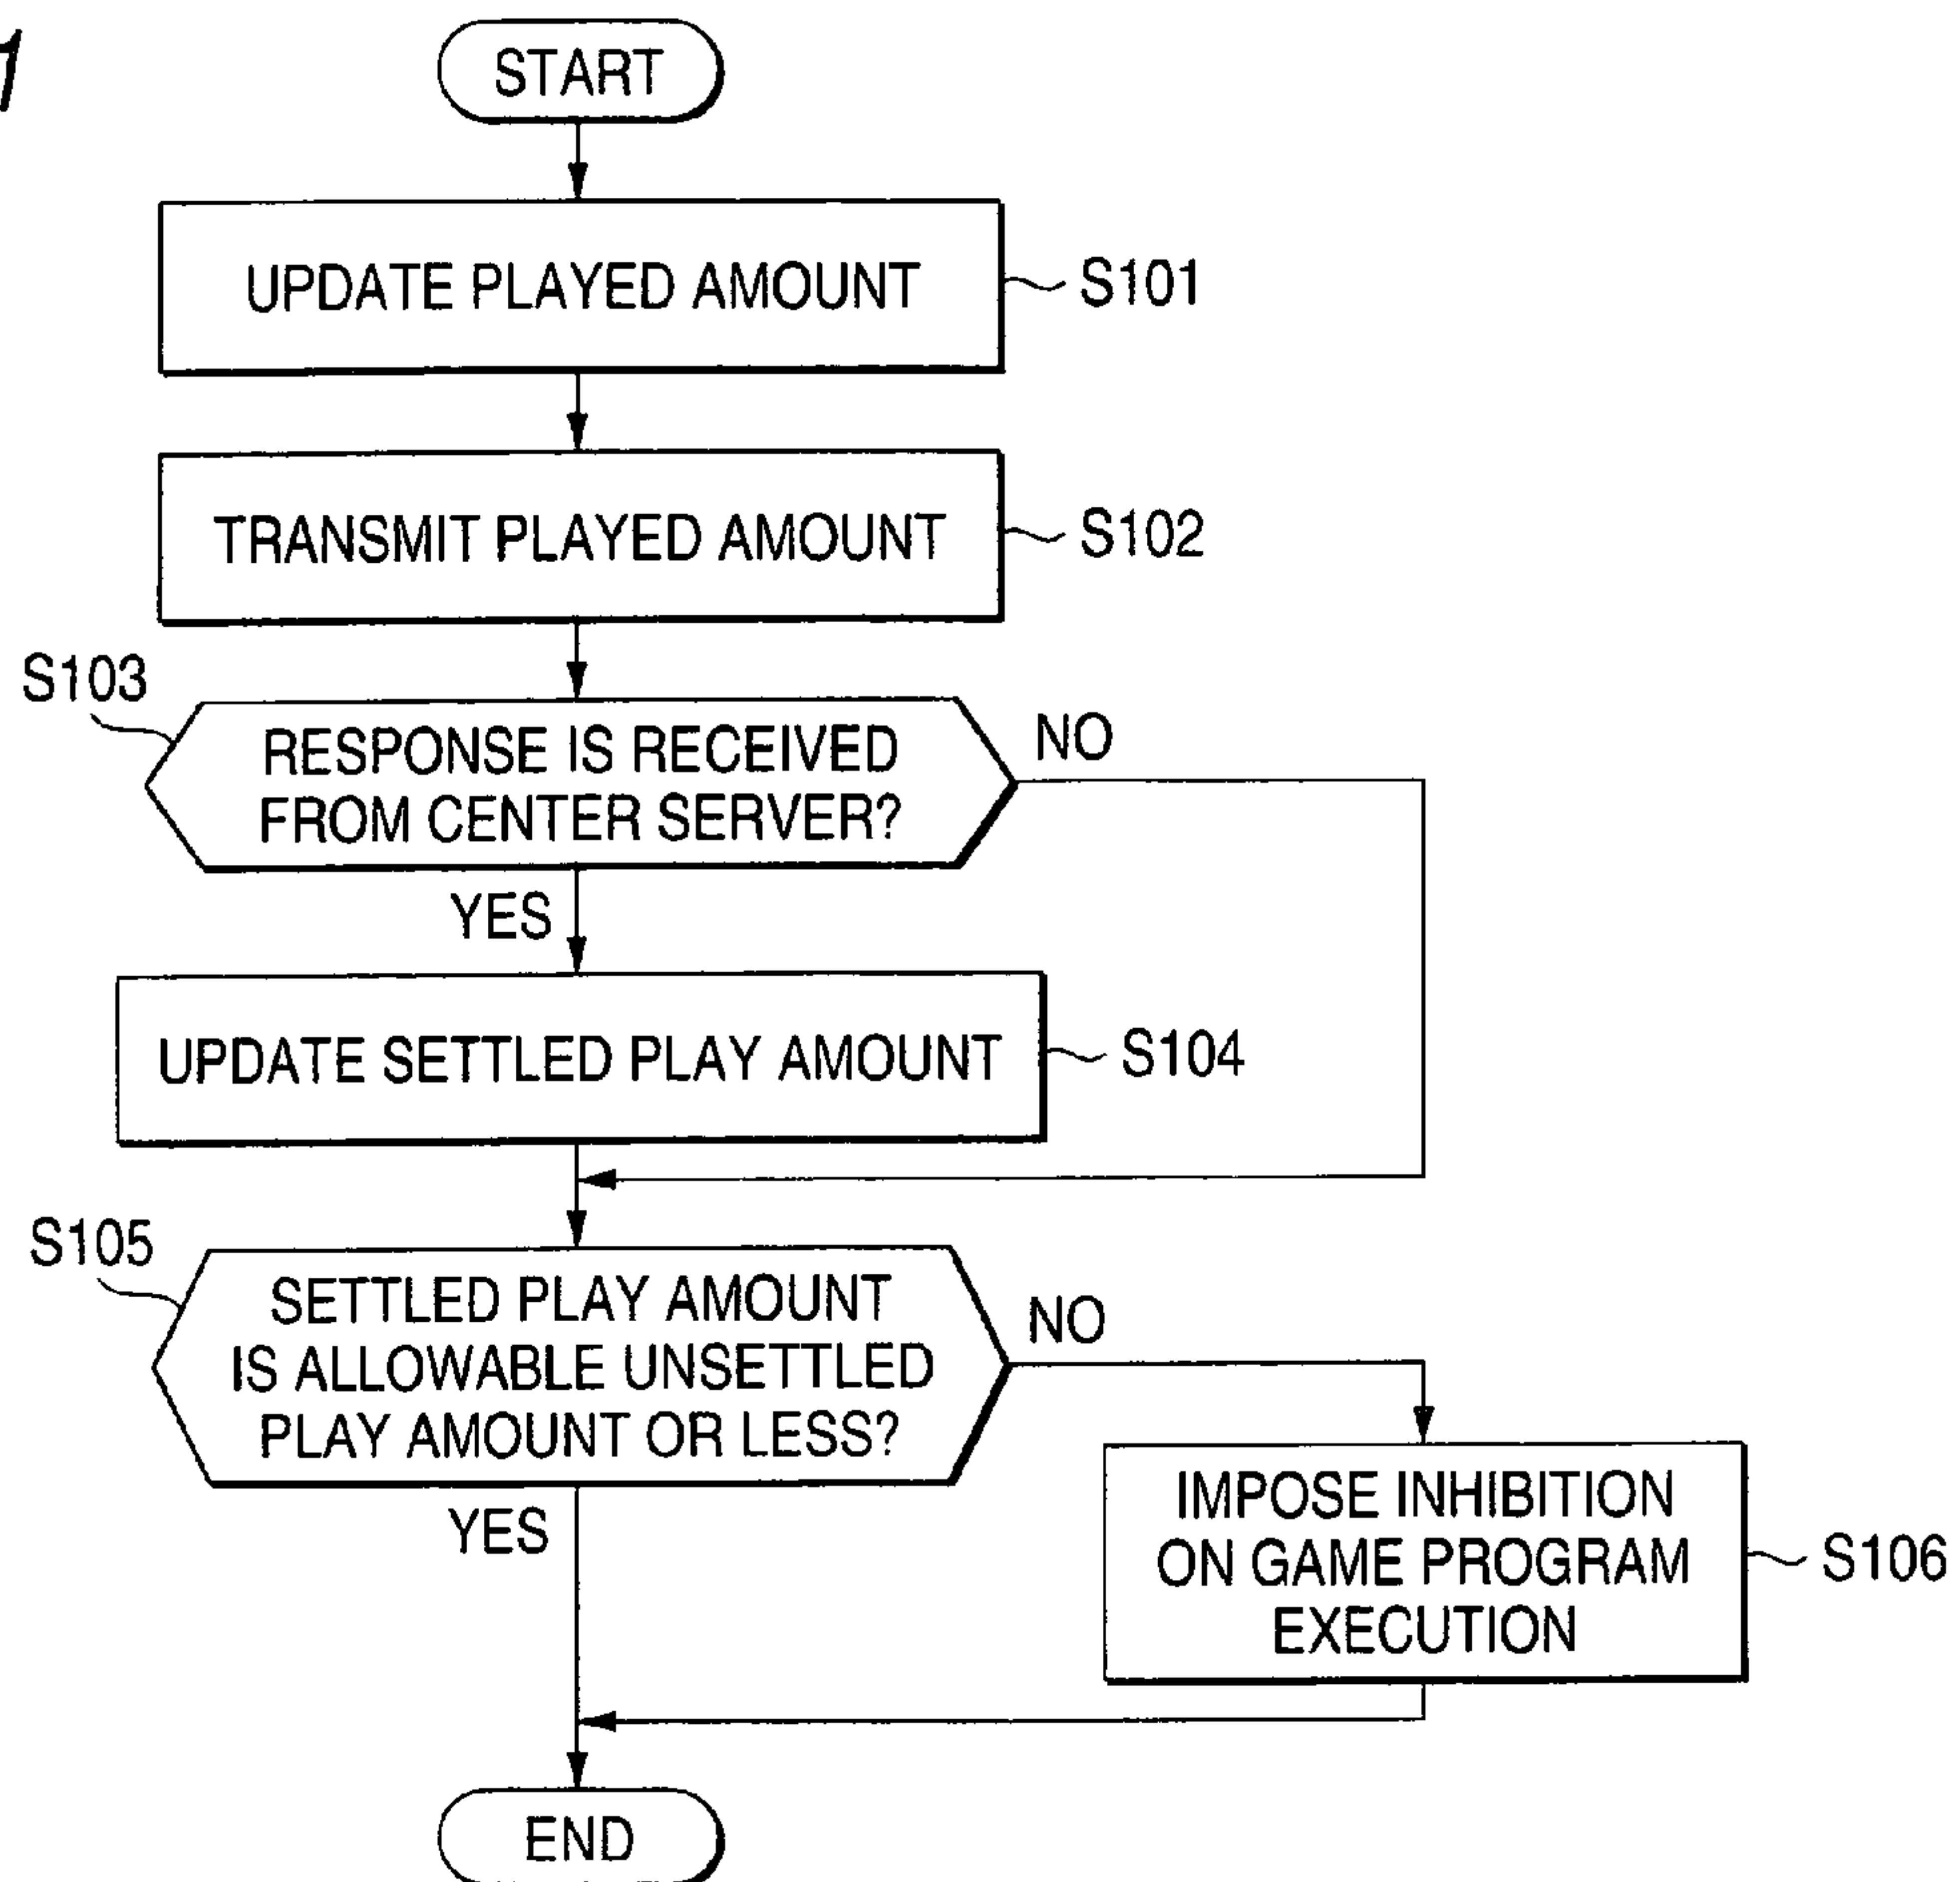 START
UPDATE PLAYED AMOUNT
S101
TRANSMIT PLAYED AMOUNT
S102
S103
RESPONSE IS RECEIVED
FROM CENTER SERVER?
NO
YES
UPDATE SETTLED PLAY AMOUNT
S104
S105
SETTLED PLAY AMOUNT
IS ALLOWABLE UNSETTLED
PLAY AMOUNT OR LESS?
NO
YES
IMPOSE INHIBITION
ON GAME PROGRAM
EXECUTION
S106
END